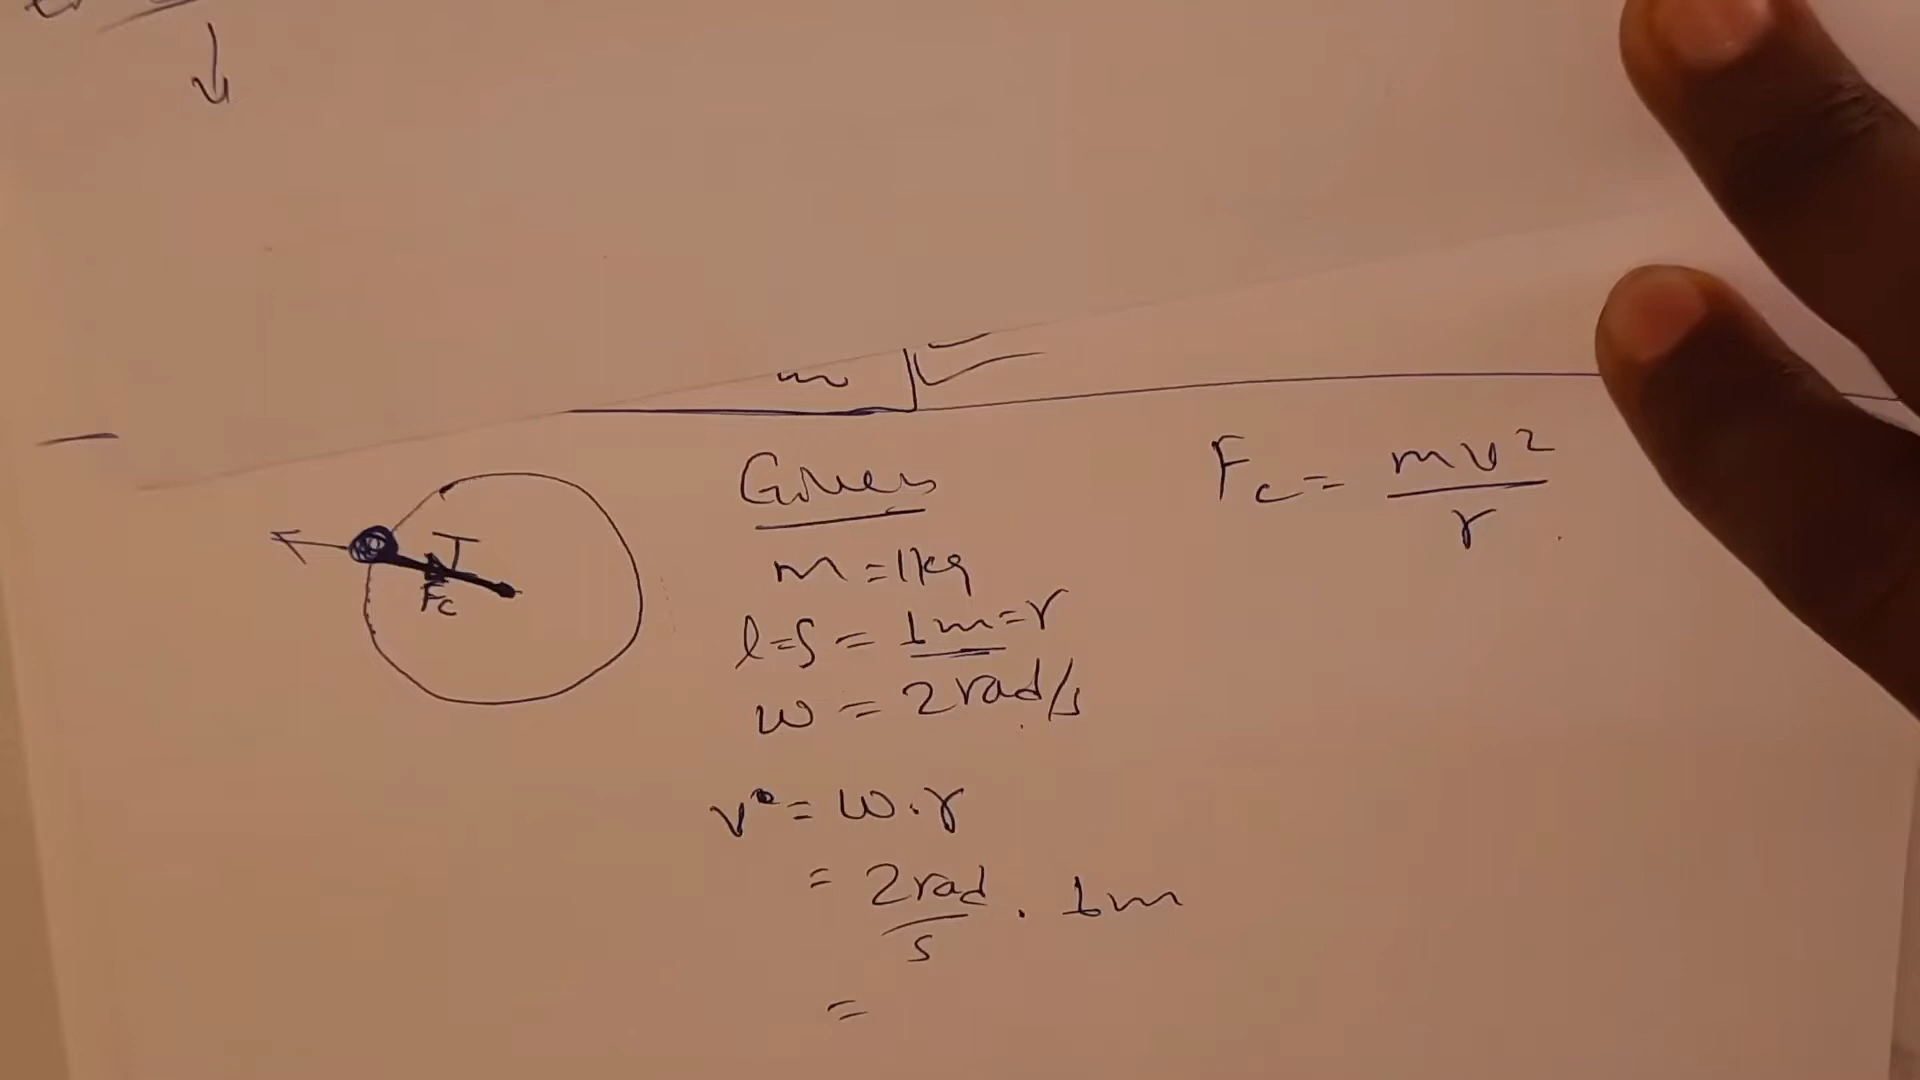 m
Given
m = 1kg
l = S = 1m = r
w = 2 rad/s
v = w . r
= 2rad/s . 1m
=
Fc = mv²/r
T
Fc